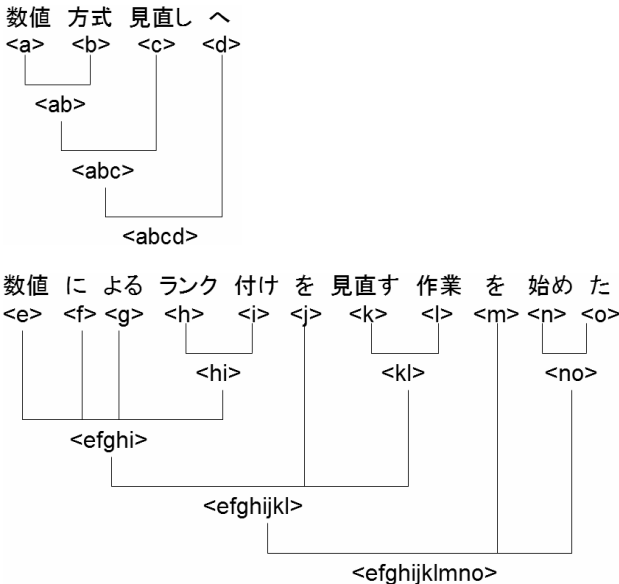 数値 方式 見直し へ
<a> <b> <c> <d>
<ab>
<abc>
<abcd>
数値 に よる ランク 付け を 見直す 作業 を 始め た
<e> <f> <g> <h> <i> <j> <k> <l> <m> <n> <o>
<hi> <kl> <no>
<efghi>
<efghijkl>
<efghijklmno>